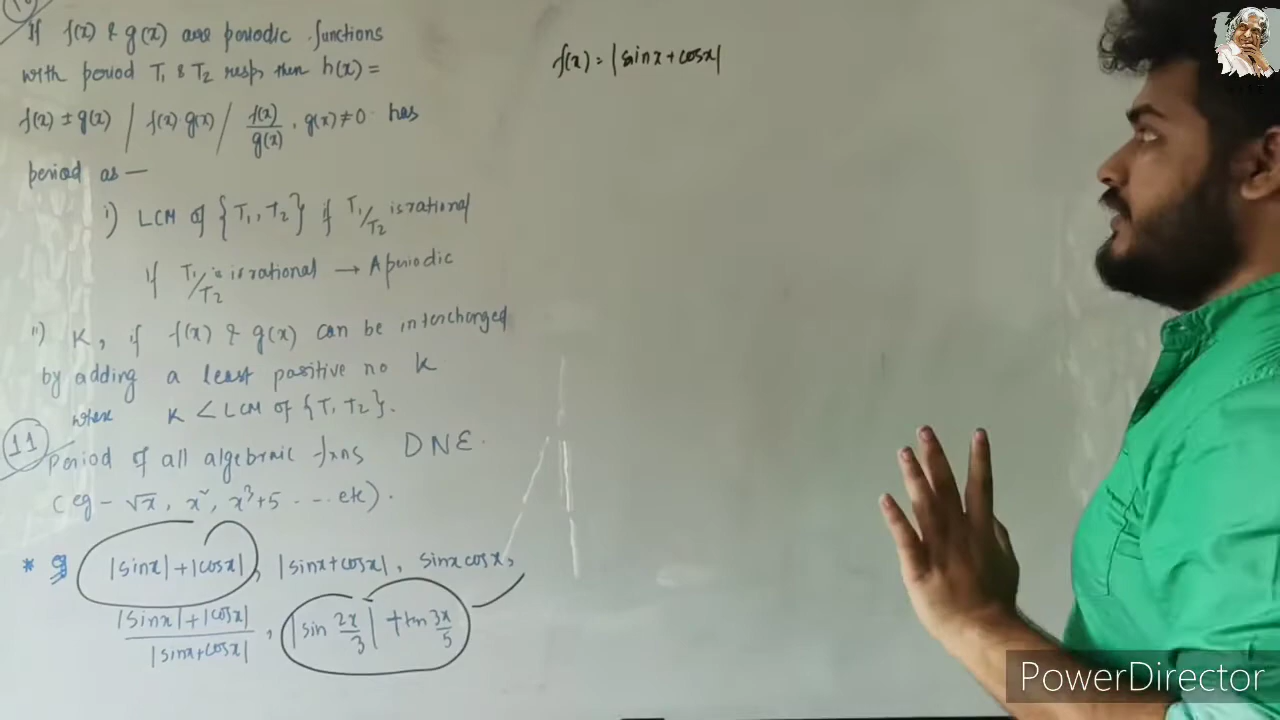 If f(x) & g(x) are periodic functions
with period T₁ & T₂ resp, then h(x) =
f(x) ± g(x) / f(x) g(x) / f(x)/g(x), g(x) ≠ 0 has
period as —
i) LCM of {T₁, T₂} if T₁/T₂ is rational
if T₁/T₂ is irrational → Aperiodic
ii) K, if f(x) & g(x) can be interchanged
by adding a least positive no K
where K < LCM of {T₁ T₂}.
11 Period of all algebraic fxns DNE.
(eg - √x, x², x³+5 ... etc).
* |sinx|+|cosx|, |sinx+cosx|, sinx cosx,
|sinx|+|cosx| / |sinx+cosx|, |sin 2x/3| + tan 3x/5
f(x) = |sinx+cosx|
PowerDirector